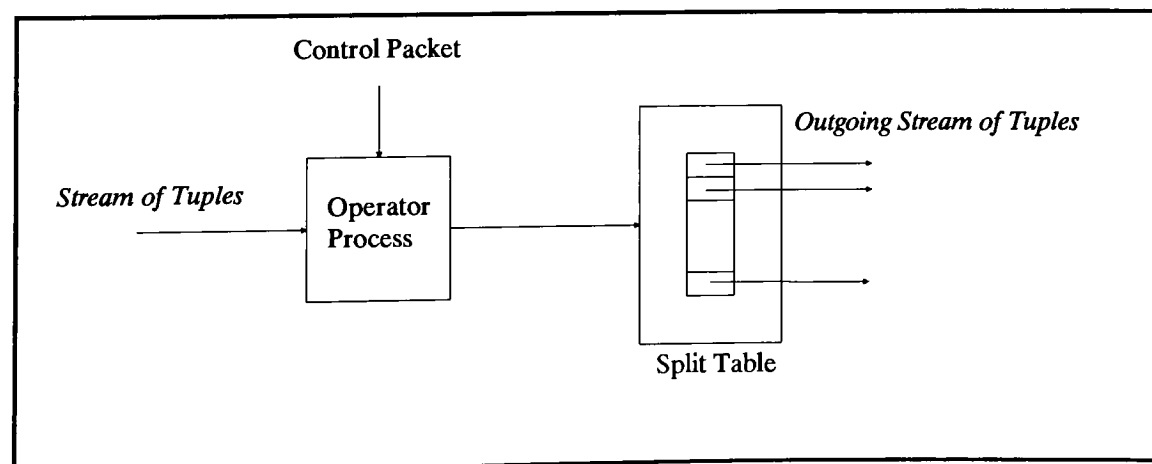 Control Packet
Outgoing Stream of Tuples
Stream of Tuples
Operator
Process
Split Table